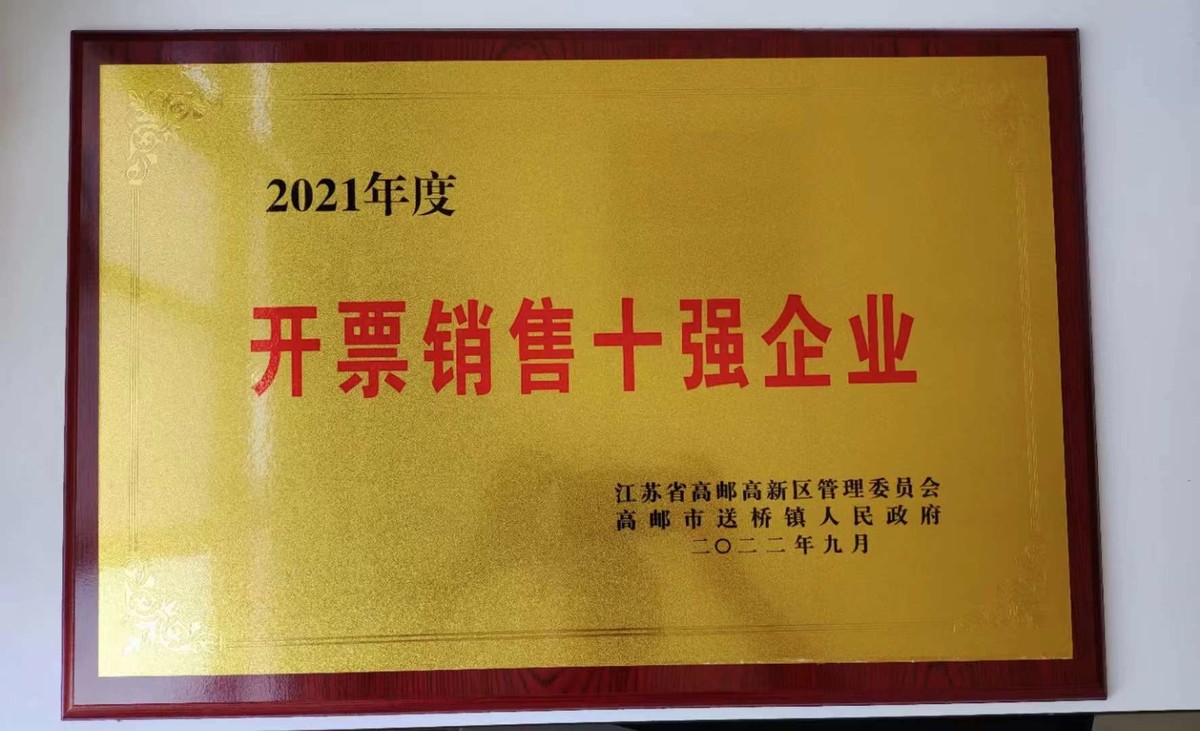 2021年度
开票销售十强企业
江苏省高邮高新区管理委员会
高邮市送桥镇人民政府
二〇二二年九月